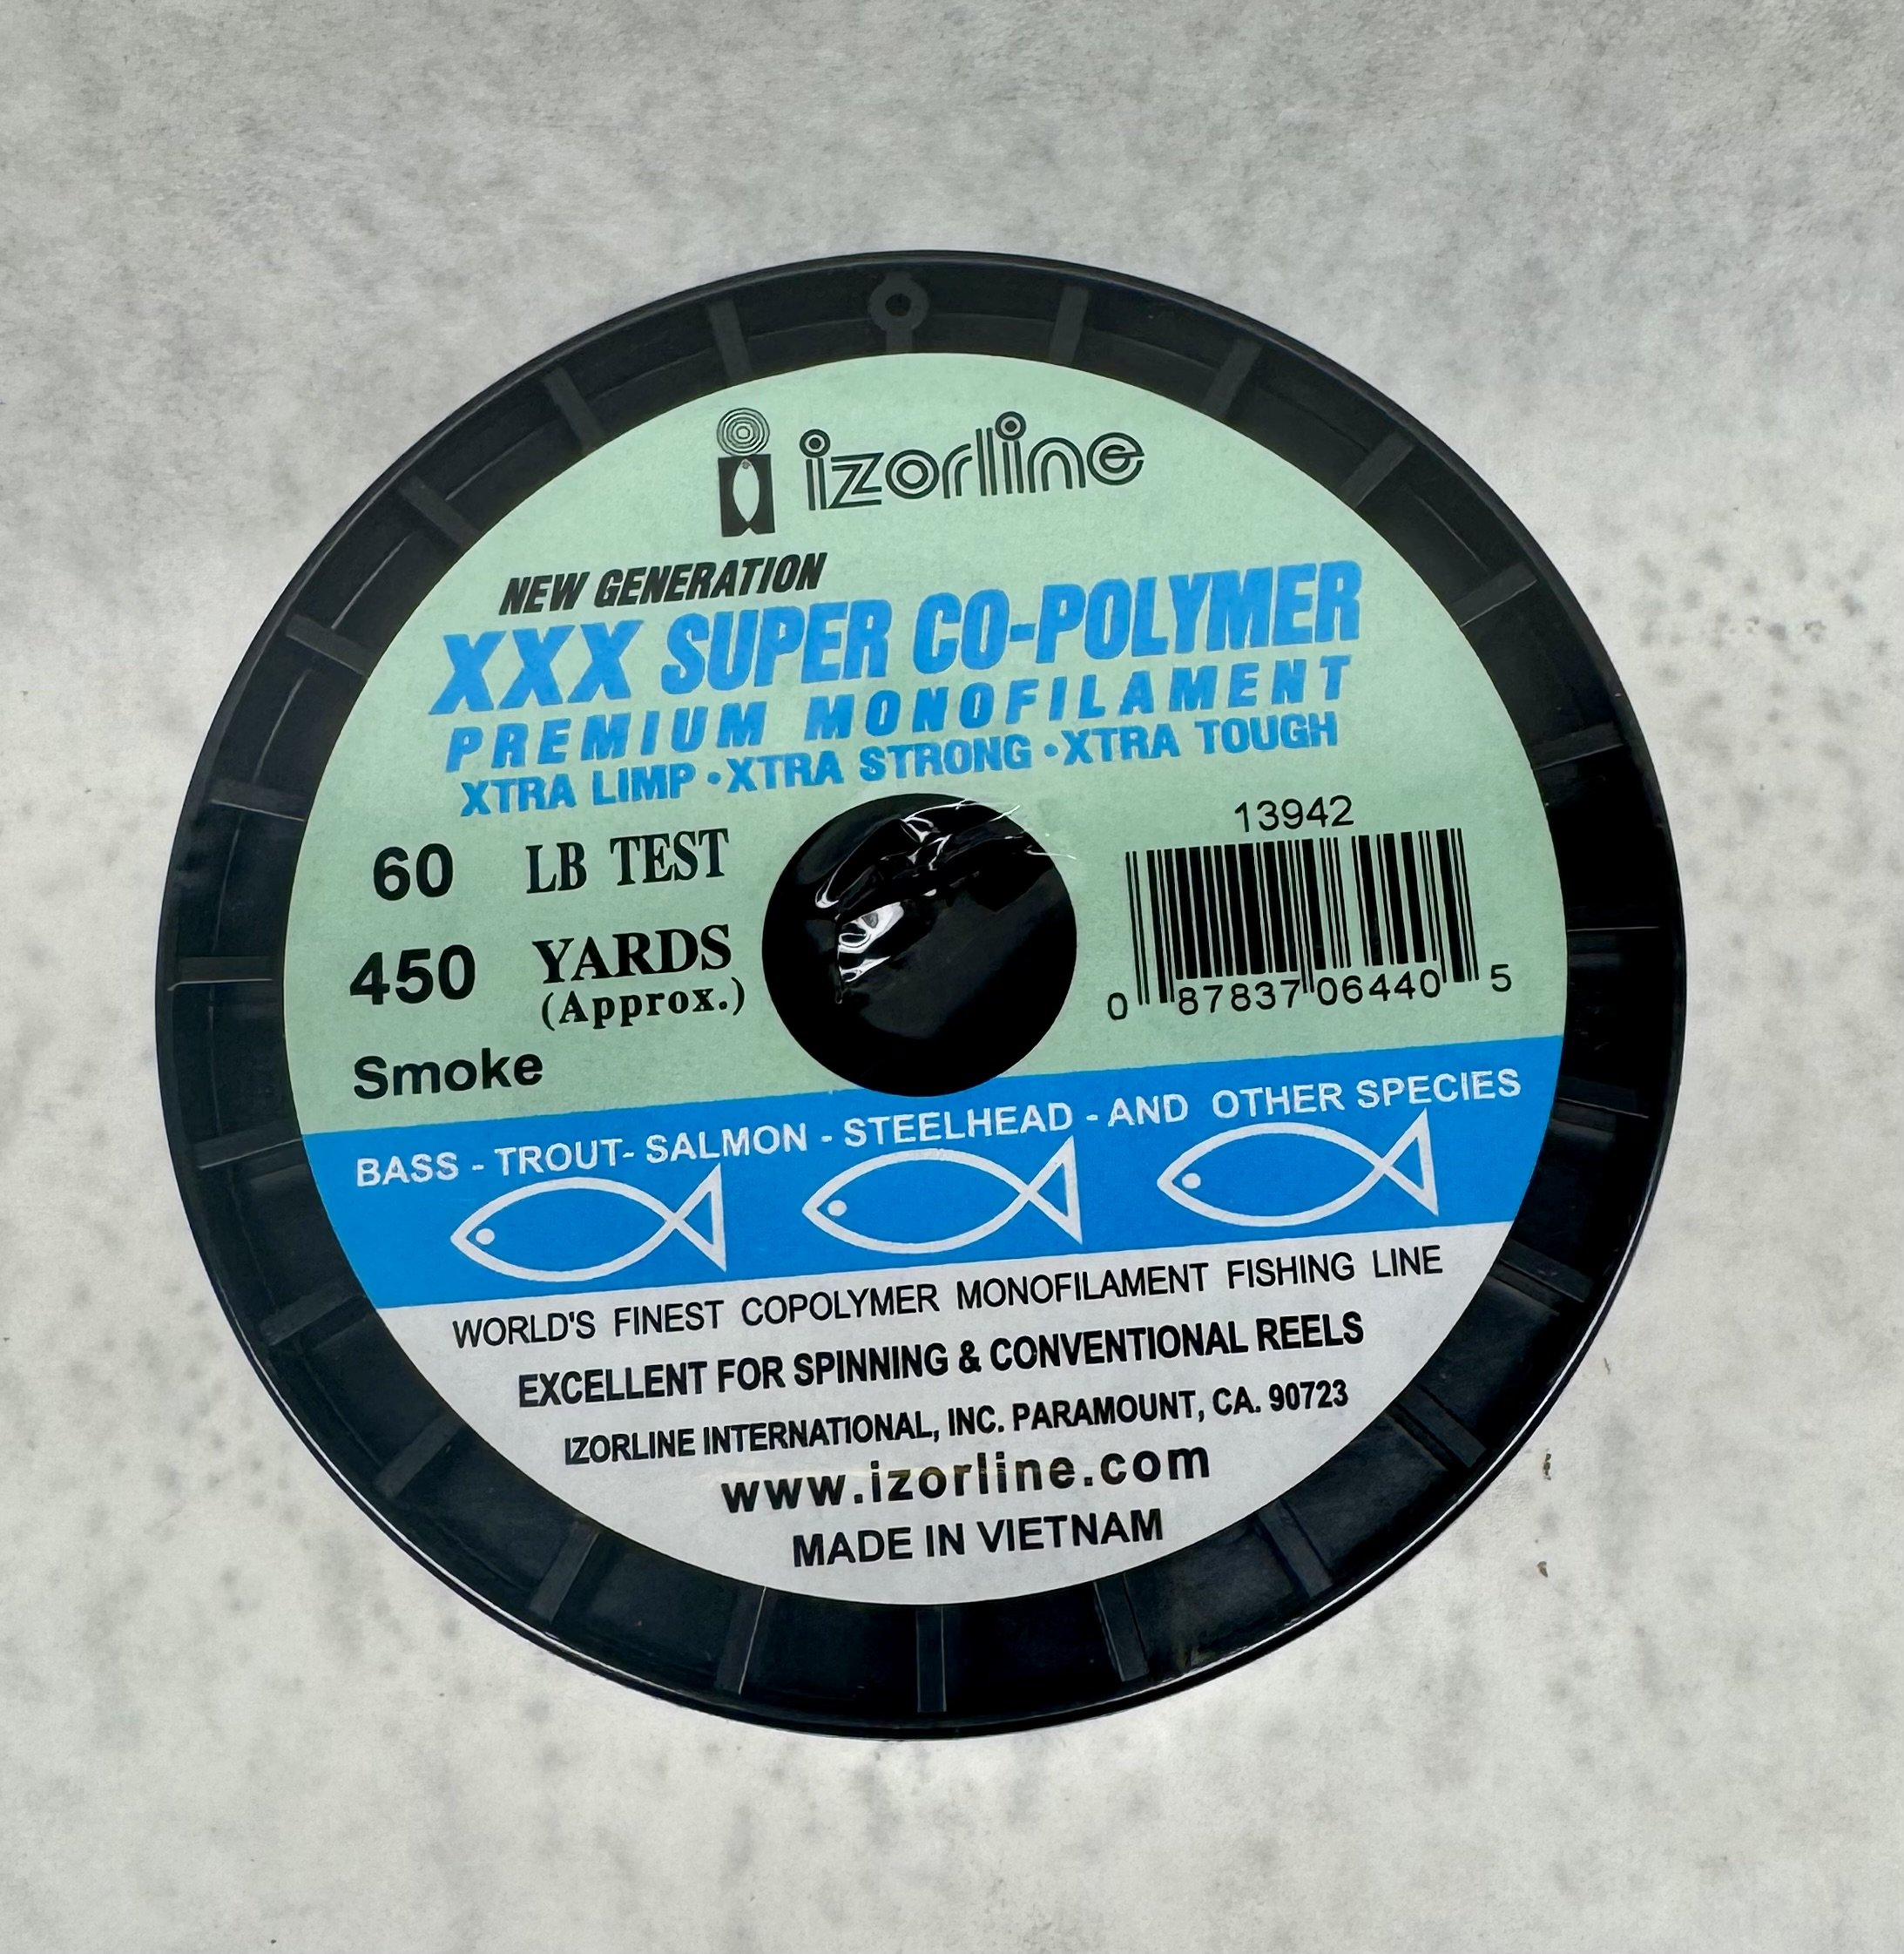 izorline
NEW GENERATION
XXX SUPER CO-POLYMER
PREMIUM MONOFILAMENT
XTRA LIMP • XTRA STRONG • XTRA TOUGH
60 LB TEST
450 YARDS
(Approx.)
Smoke
13942
0 87837 06440 5
BASS - TROUT- SALMON - STEELHEAD - AND OTHER SPECIES
WORLD'S FINEST COPOLYMER MONOFILAMENT FISHING LINE
EXCELLENT FOR SPINNING & CONVENTIONAL REELS
IZORLINE INTERNATIONAL, INC. PARAMOUNT, CA. 90723
www.izorline.com
MADE IN VIETNAM